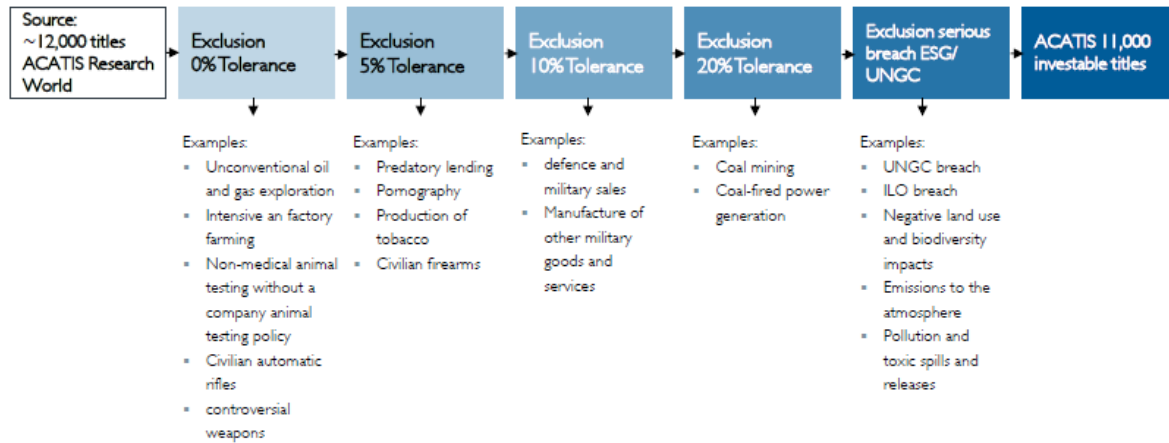 Source:
~12,000 titles
ACATIS Research
World
Exclusion
0% Tolerance
Exclusion
5% Tolerance
Exclusion
10% Tolerance
Exclusion
20% Tolerance
Exclusion serious
breach ESG/
UNGC
ACATIS 11,000
investable titles
Examples:
▪ Unconventional oil
and gas exploration
▪ Intensive an factory
farming
▪ Non-medical animal
testing without a
company animal
testing policy
▪ Civilian automatic
rifles
▪ controversial
weapons
Examples:
▪ Predatory lending
▪ Pornography
▪ Production of
tobacco
▪ Civilian firearms
Examples:
▪ defence and
military sales
▪ Manufacture of
other military
goods and
services
Examples:
▪ Coal mining
▪ Coal-fired power
generation
Examples:
▪ UNGC breach
▪ ILO breach
▪ Negative land use
and biodiversity
impacts
▪ Emissions to the
atmosphere
▪ Pollution and
toxic spills and
releases